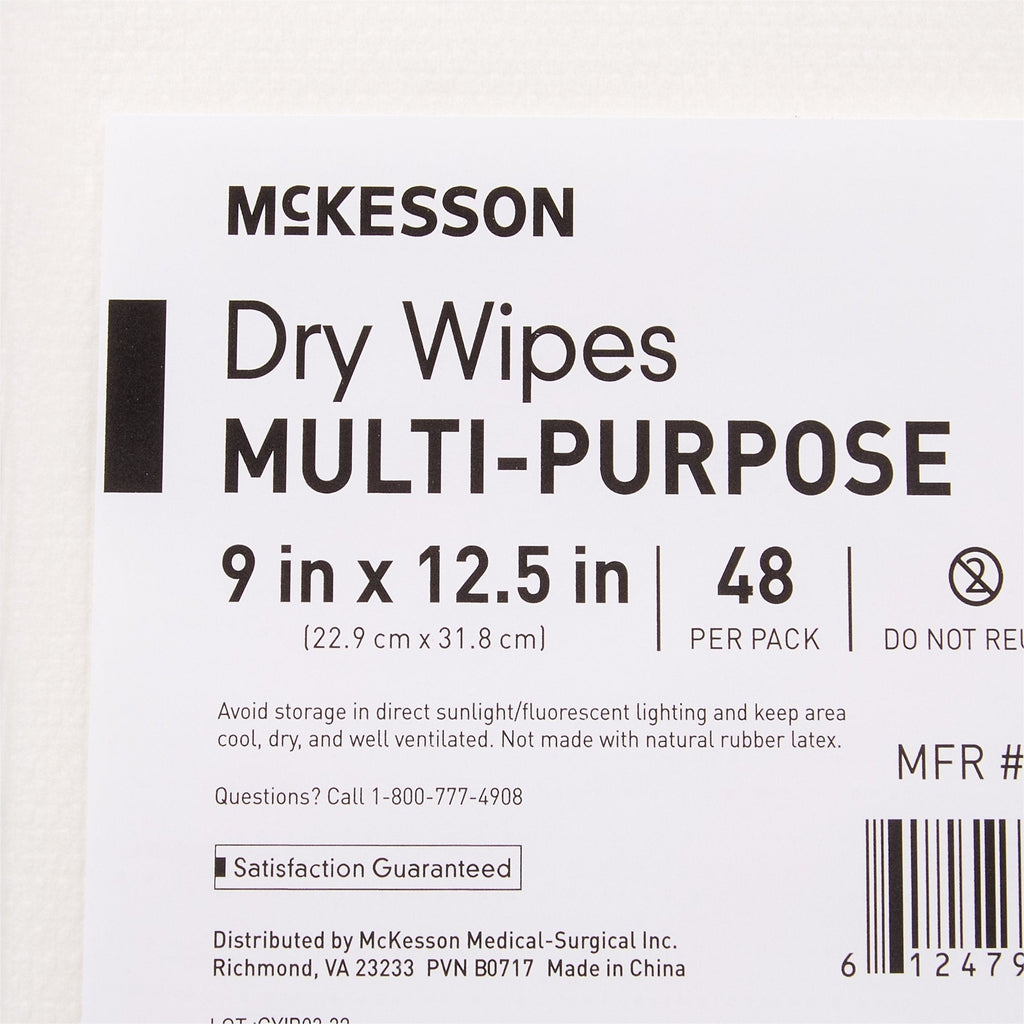 McKESSON
Dry Wipes
MULTI-PURPOSE
9 in x 12.5 in
(22.9 cm x 31.8 cm)
48
PER PACK
2
DO NOT
Avoid storage in direct sunlight/fluorescent lighting and keep area
cool, dry, and well ventilated. Not made with natural rubber latex.
Questions? Call 1-800-777-4908
MFR #
Satisfaction Guaranteed
Distributed by McKesson Medical-Surgical Inc.
Richmond, VA 23233 PVN B0717 Made in China
6 12479